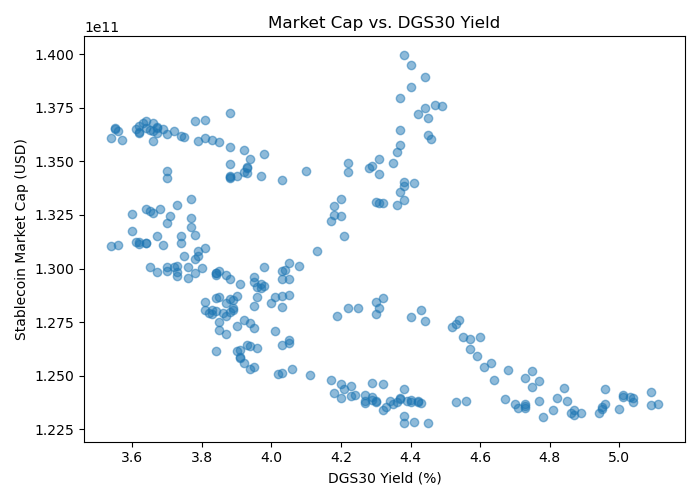 Market Cap vs. DGS30 Yield
1e11
1.400
1.375
1.350
1.325
1.300
1.275
1.250
1.225
Stablecoin Market Cap (USD)
3.6 3.8 4.0 4.2 4.4 4.6 4.8 5.0
DGS30 Yield (%)